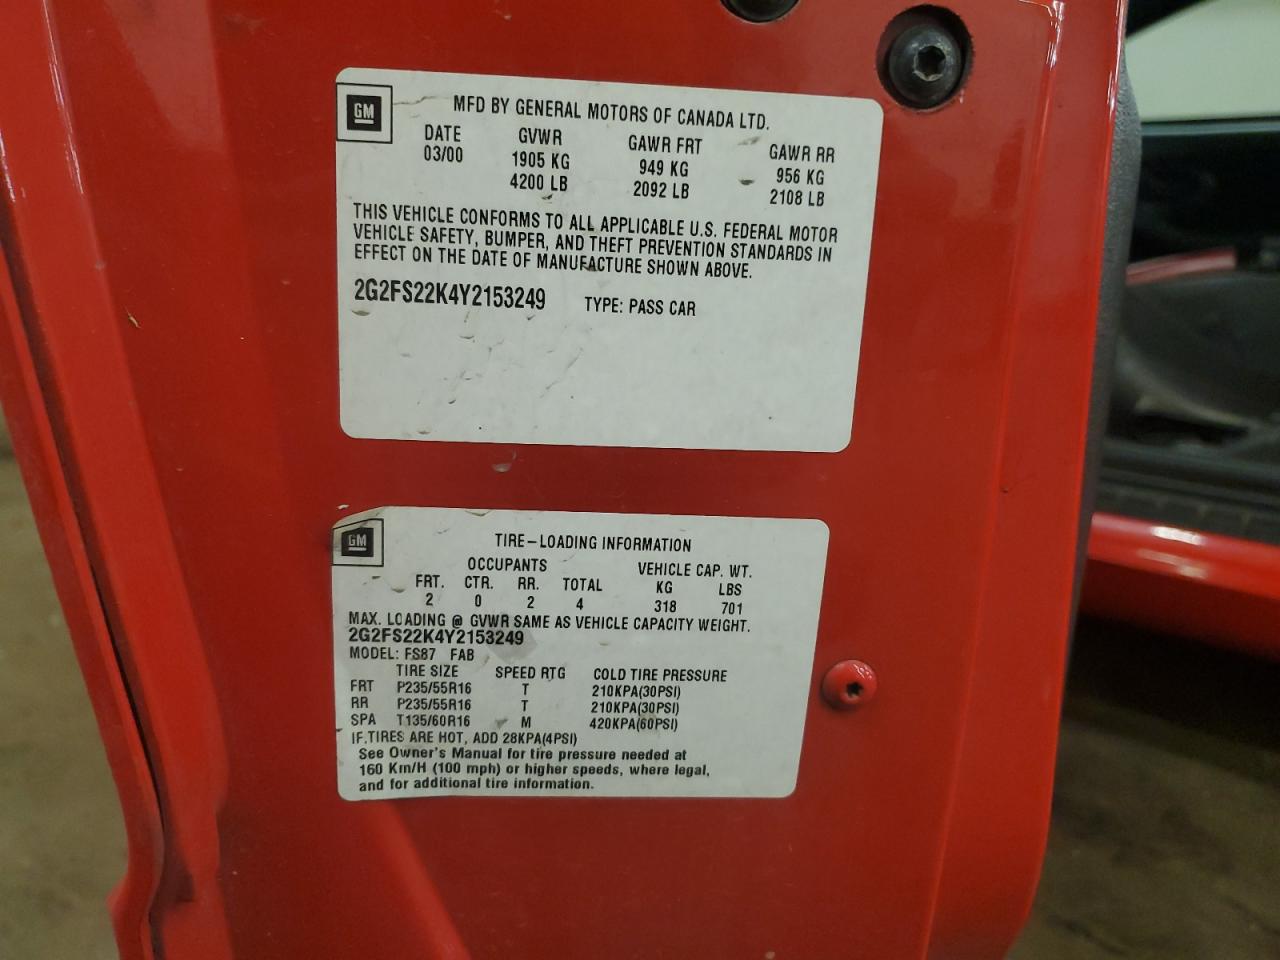 GM
MFD BY GENERAL MOTORS OF CANADA LTD.
DATE GVWR GAWR FRT GAWR RR
03/00 1905 KG 949 KG 956 KG
4200 LB 2092 LB 2108 LB
THIS VEHICLE CONFORMS TO ALL APPLICABLE U.S. FEDERAL MOTOR
VEHICLE SAFETY, BUMPER, AND THEFT PREVENTION STANDARDS IN
EFFECT ON THE DATE OF MANUFACTURE SHOWN ABOVE.
2G2FS22K4Y2153249 TYPE: PASS CAR
GM
TIRE-LOADING INFORMATION
OCCUPANTS VEHICLE CAP. WT.
FRT. CTR. RR. TOTAL KG LBS
2 0 2 4 318 701
MAX. LOADING @ GVWR SAME AS VEHICLE CAPACITY WEIGHT.
2G2FS22K4Y2153249
MODEL: FS87 FAB
TIRE SIZE SPEED RTG COLD TIRE PRESSURE
FRT P235/55R16 T 210KPA(30PSI)
RR P235/55R16 T 210KPA(30PSI)
SPA T135/60R16 M 420KPA(60PSI)
IF TIRES ARE HOT, ADD 28KPA(4PSI)
See Owner's Manual for tire pressure needed at
160 Km/H (100 mph) or higher speeds, where legal,
and for additional tire information.